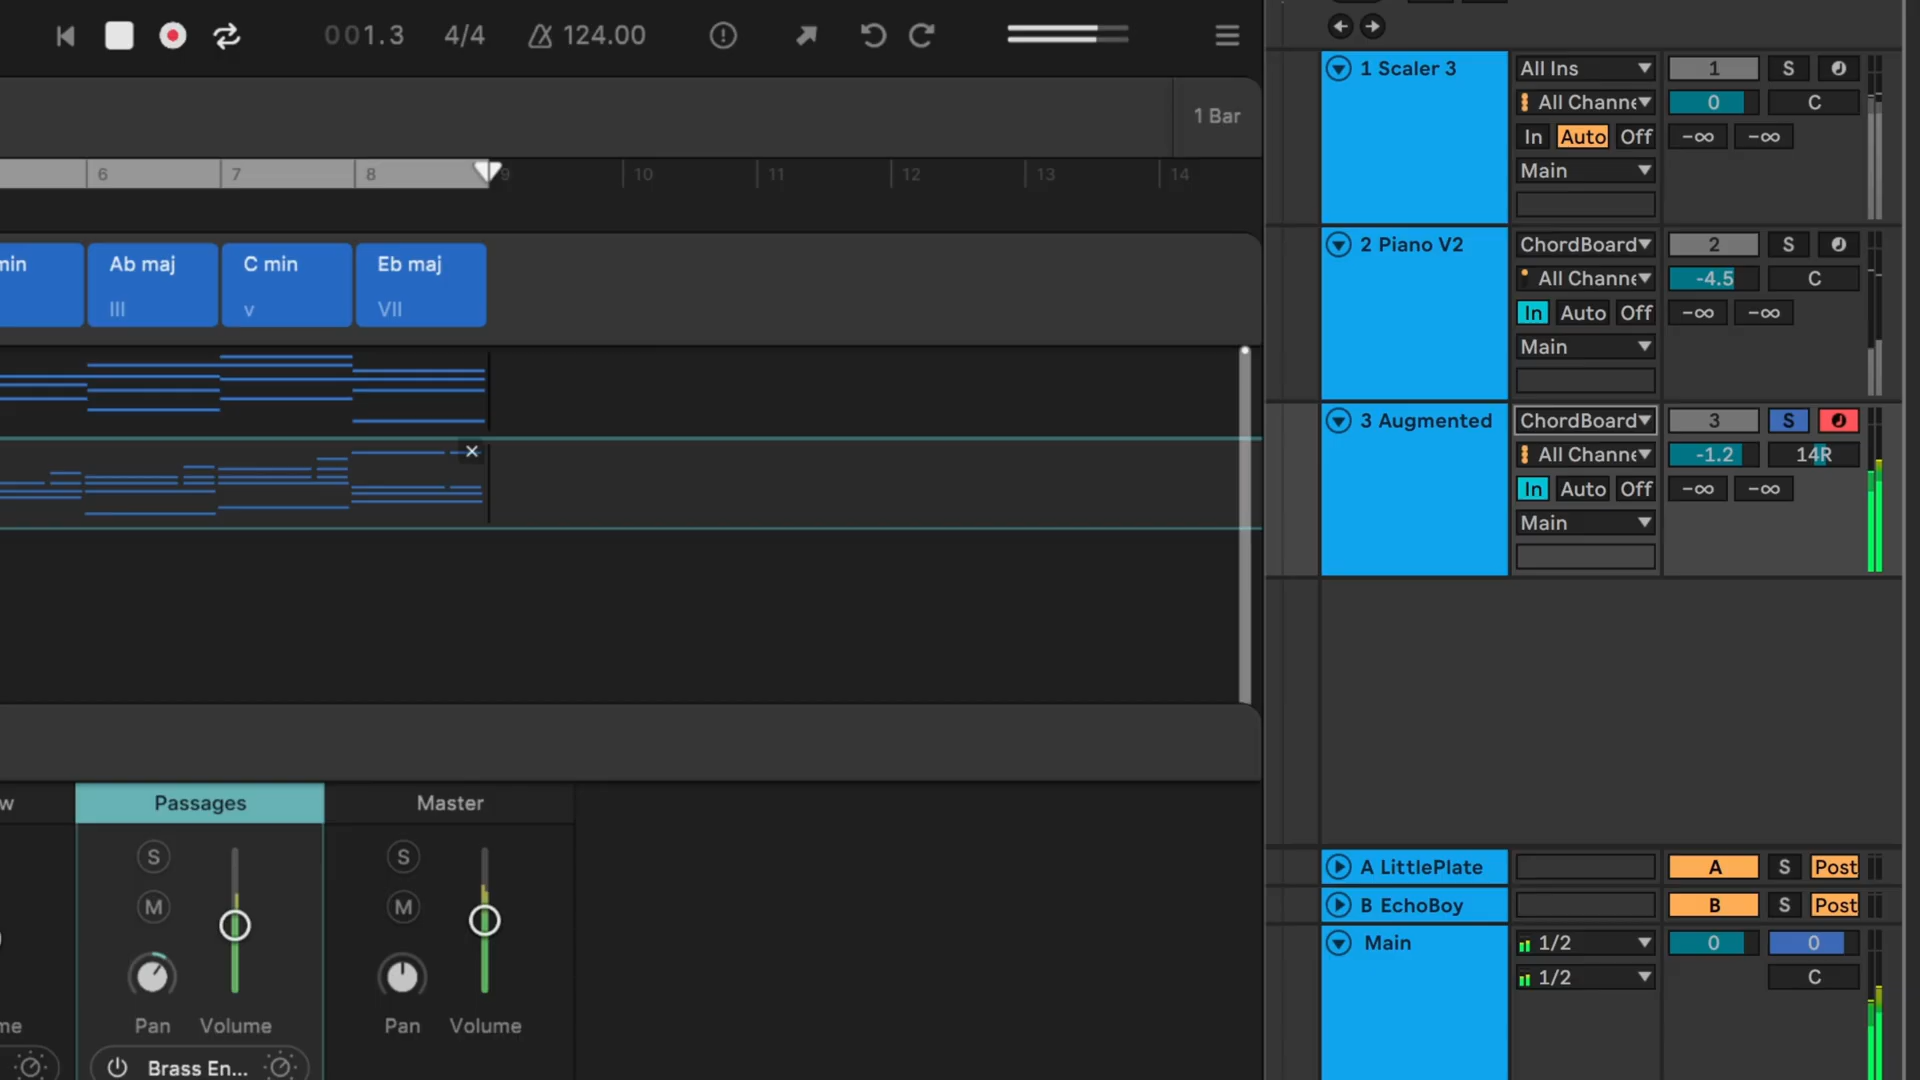 001.3 4/4 124.00
1 Bar
6 7 8 9 10 11 12 13 14
min Ab maj C min Eb maj
III v VII
w Passages Master
S S
M M
Pan Volume Pan Volume
me
Brass En...
1 Scaler 3 All Ins 1 S
All Channe 0 C
In Auto Off -∞ -∞
Main
2 Piano V2 ChordBoard 2 S
All Channe -4.5 C
In Auto Off -∞ -∞
Main
3 Augmented ChordBoard 3 S
All Channe -1.2 14R
In Auto Off -∞ -∞
Main
A LittlePlate A S Post
B EchoBoy B S Post
Main 1/2 0 0
1/2 C